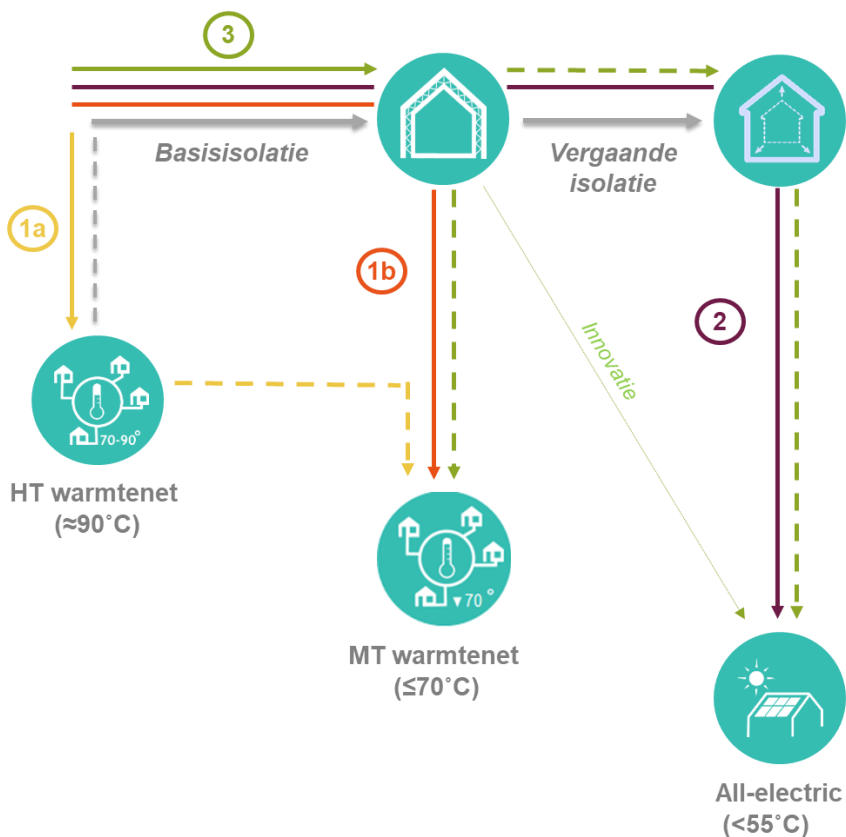 3
Basisisolatie
Vergaande
isolatie
1a
1b
2
Innovatie
70-90°
HT warmtenet
(≈90˚C)
▼70°
MT warmtenet
(≤70˚C)
All-electric
(<55˚C)